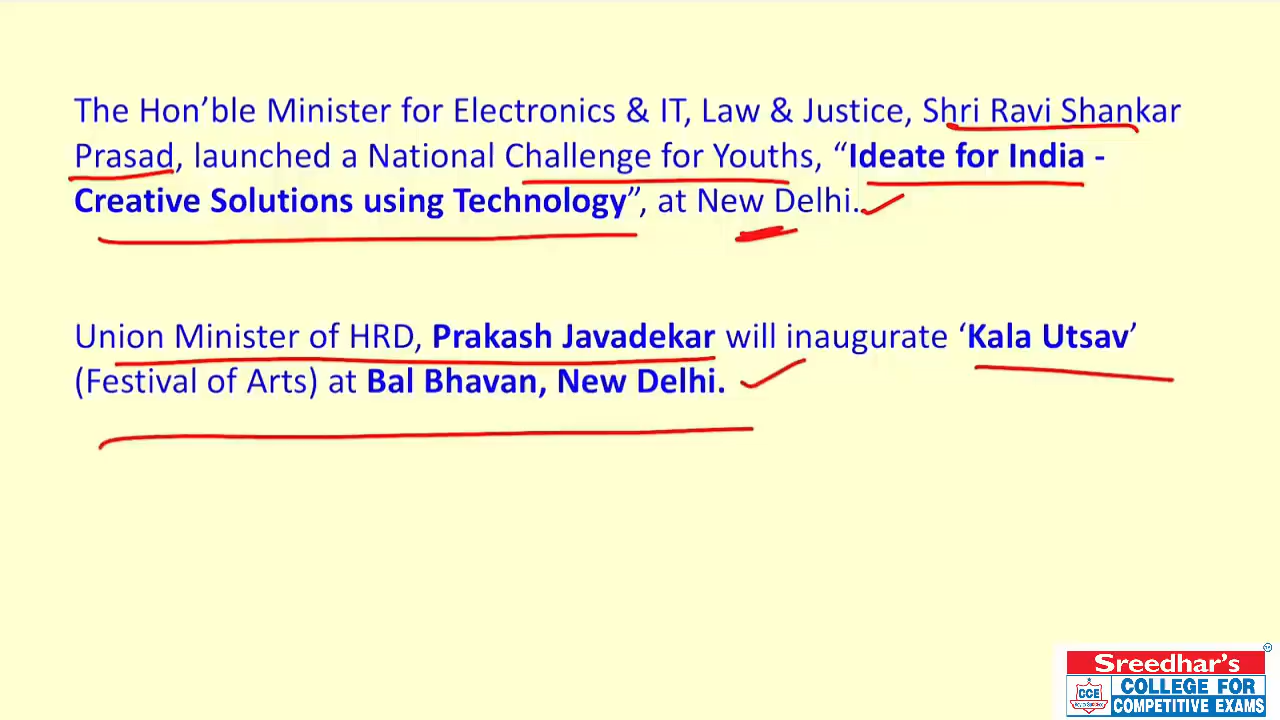 The Hon’ble Minister for Electronics & IT, Law & Justice, Shri Ravi Shankar
Prasad, launched a National Challenge for Youths, “Ideate for India -
Creative Solutions using Technology”, at New Delhi.
Union Minister of HRD, Prakash Javadekar will inaugurate ‘Kala Utsav’
(Festival of Arts) at Bal Bhavan, New Delhi.
Sreedhar's
CCE
COLLEGE FOR
COMPETITIVE EXAMS